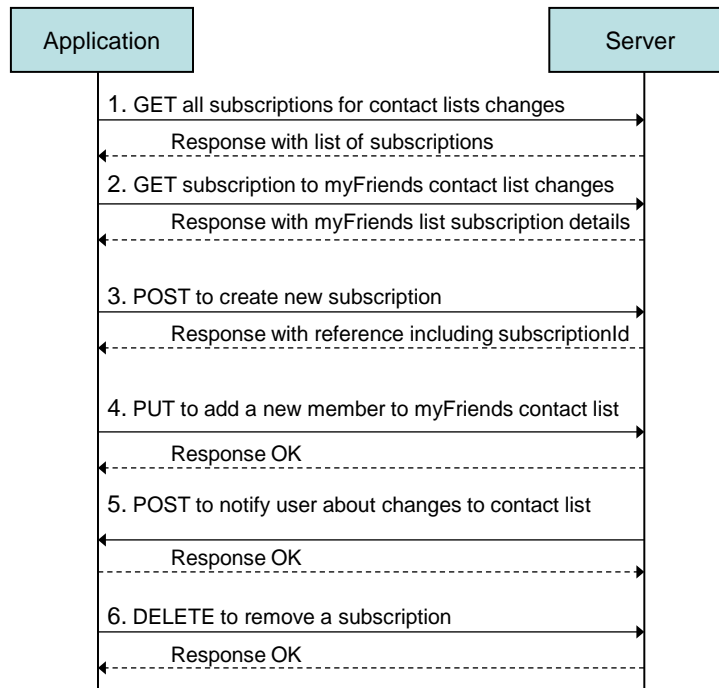 Application
Server
1. GET all subscriptions for contact lists changes
Response with list of subscriptions
2. GET subscription to myFriends contact list changes
Response with myFriends list subscription details
3. POST to create new subscription
Response with reference including subscriptionId
4. PUT to add a new member to myFriends contact list
Response OK
5. POST to notify user about changes to contact list
Response OK
6. DELETE to remove a subscription
Response OK